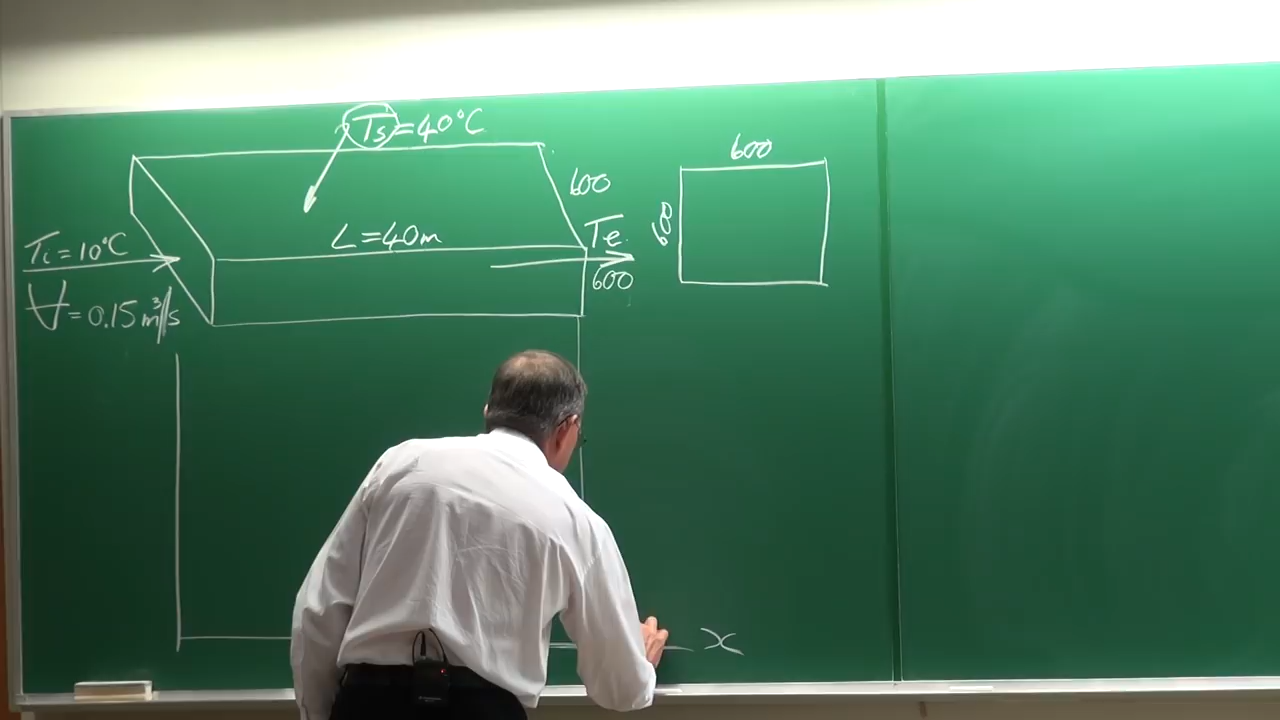 Ts = 40°C
600
L = 40m
Te
600
Ti = 10°C
V = 0.15 m³/s
600
600
x